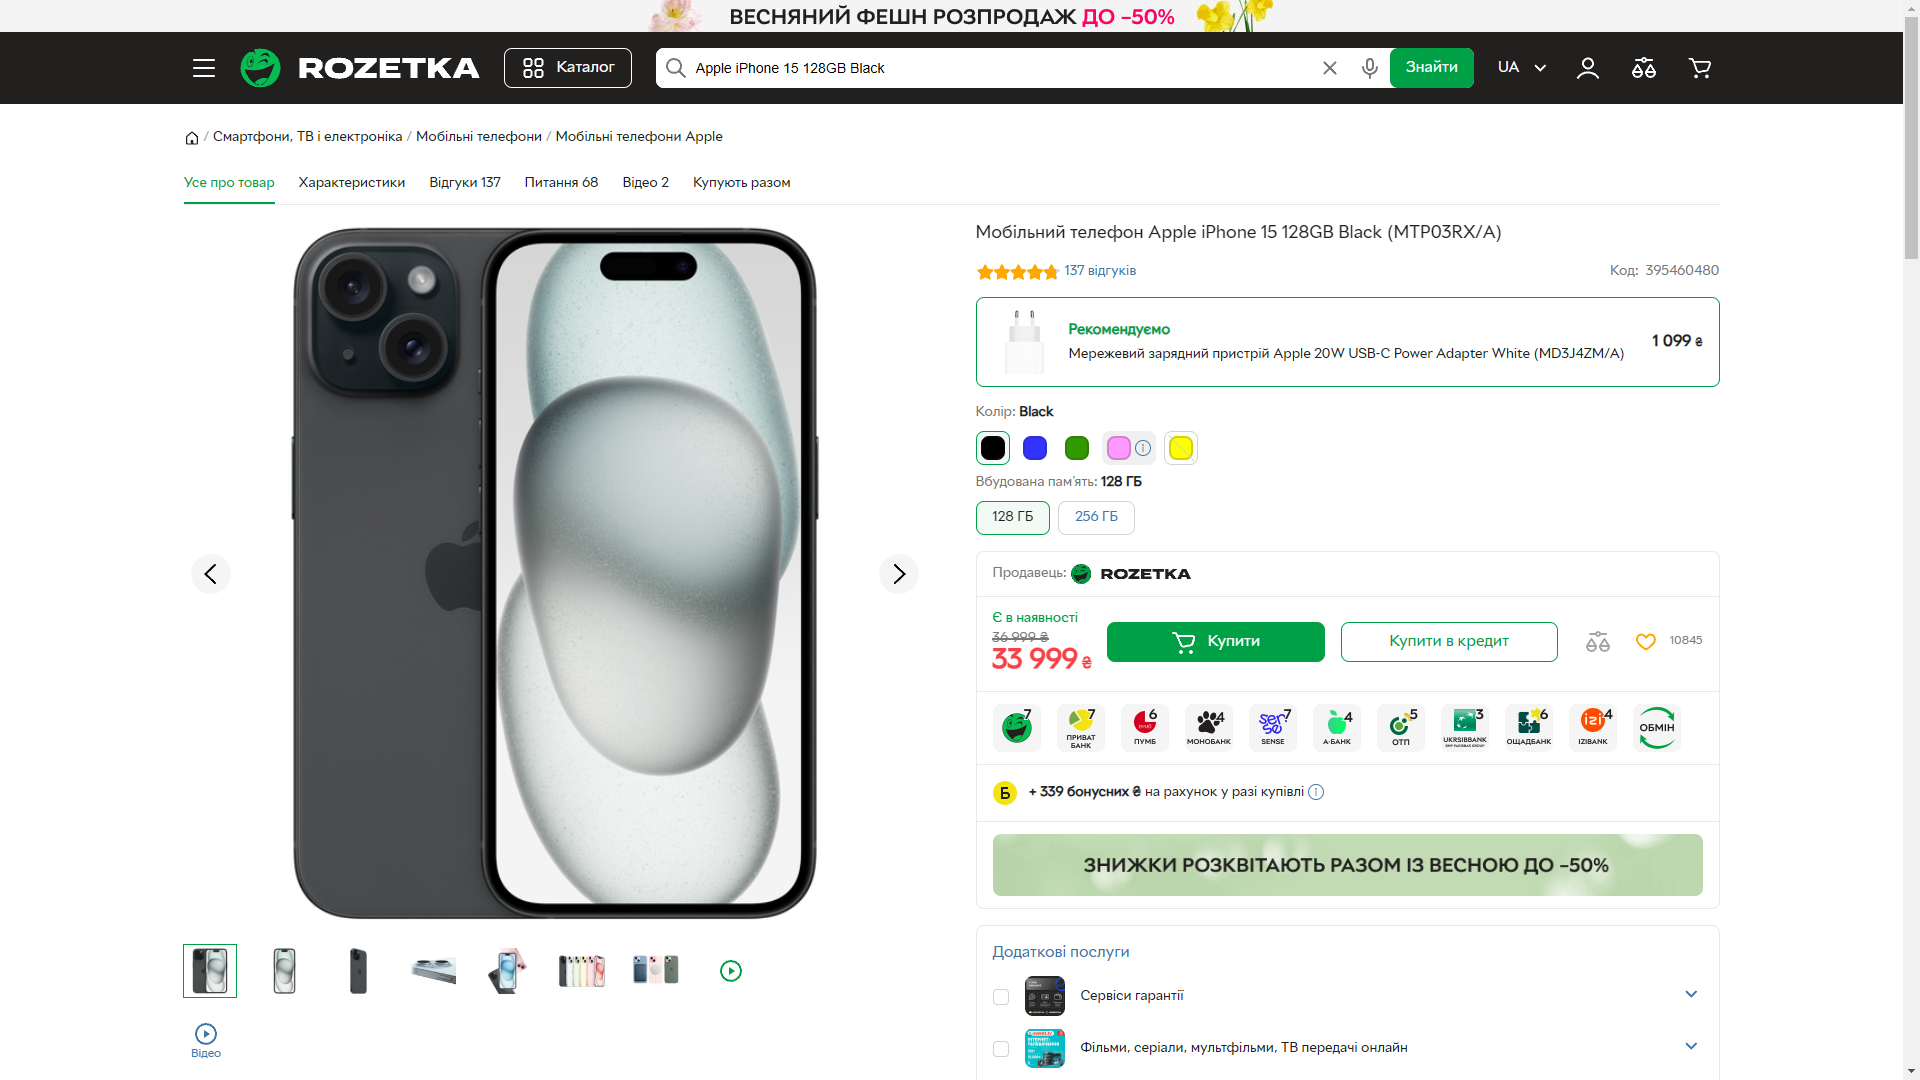 ВЕСНЯНИЙ ФЕШН РОЗПРОДАЖ ДО –50%
ROZETKA
Каталог
Apple iPhone 15 128GB Black
Знайти
UA
/ Смартфони, ТВ і електроніка / Мобільні телефони / Мобільні телефони Apple
Усе про товар
Характеристики
Відгуки 137
Питання 68
Відео 2
Купують разом
Мобільний телефон Apple iPhone 15 128GB Black (MTP03RX/A)
137 відгуків
Код: 395460480
Рекомендуємо
Мережевий зарядний пристрій Apple 20W USB-C Power Adapter White (MD3J4ZM/A)
1 099 ₴
Колір: Black
Вбудована пам'ять: 128 ГБ
128 ГБ
256 ГБ
Продавець: ROZETKA
Є в наявності
36 999 ₴
33 999 ₴
Купити
Купити в кредит
10845
7
7
ПРИВАТ
БАНК
6
ПУМБ
4
МОНОБАНК
7
SENSE
4
А-БАНК
5
ОТП
3
UKRSIBBANK
6
ОЩАДБАНК
izi
4
IZIBANK
ОБМІН
Б
+ 339 бонусних ₴ на рахунок у разі купівлі
ЗНИЖКИ РОЗКВІТАЮТЬ РАЗОМ ІЗ ВЕСНОЮ ДО –50%
Відео
Додаткові послуги
Сервіси гарантії
Фільми, серіали, мультфільми, ТВ передачі онлайн